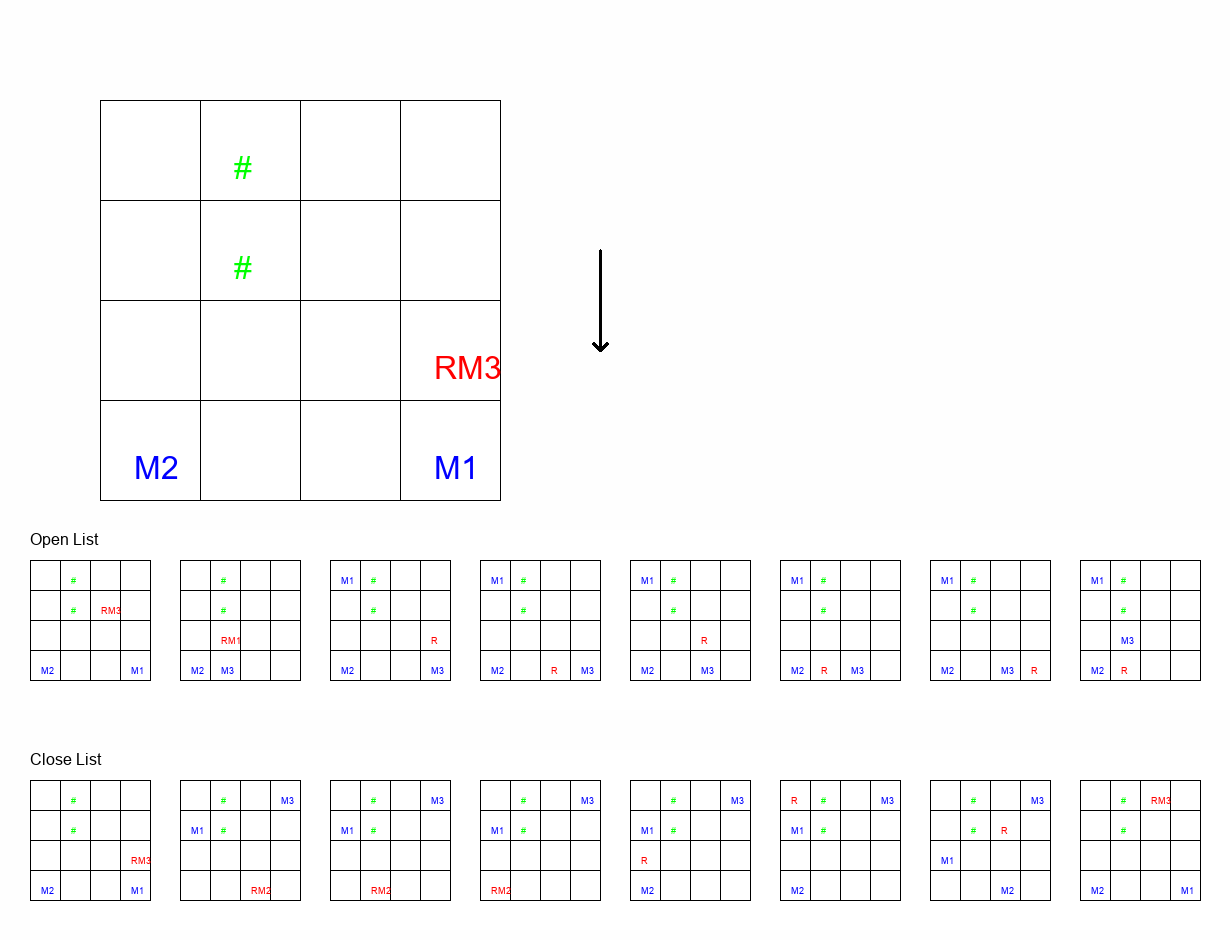 #
#
RM3
M2 M1
Open List
# # M1 # M1 # M1 # M1 # M1 # M1 #
# RM3 # # # # # # #
RM1 R R M3
M2 M1 M2 M3 M2 M3 M2 R M3 M2 M3 M2 R M3 M2 M3 R M2 R
Close List
# # M3 # M3 # M3 # M3 R # M3 # M3 # RM3
# M1 # M1 # M1 # M1 # M1 # # R #
RM3 R M1
M2 M1 RM2 RM2 RM2 M2 M2 M2 M2 M1